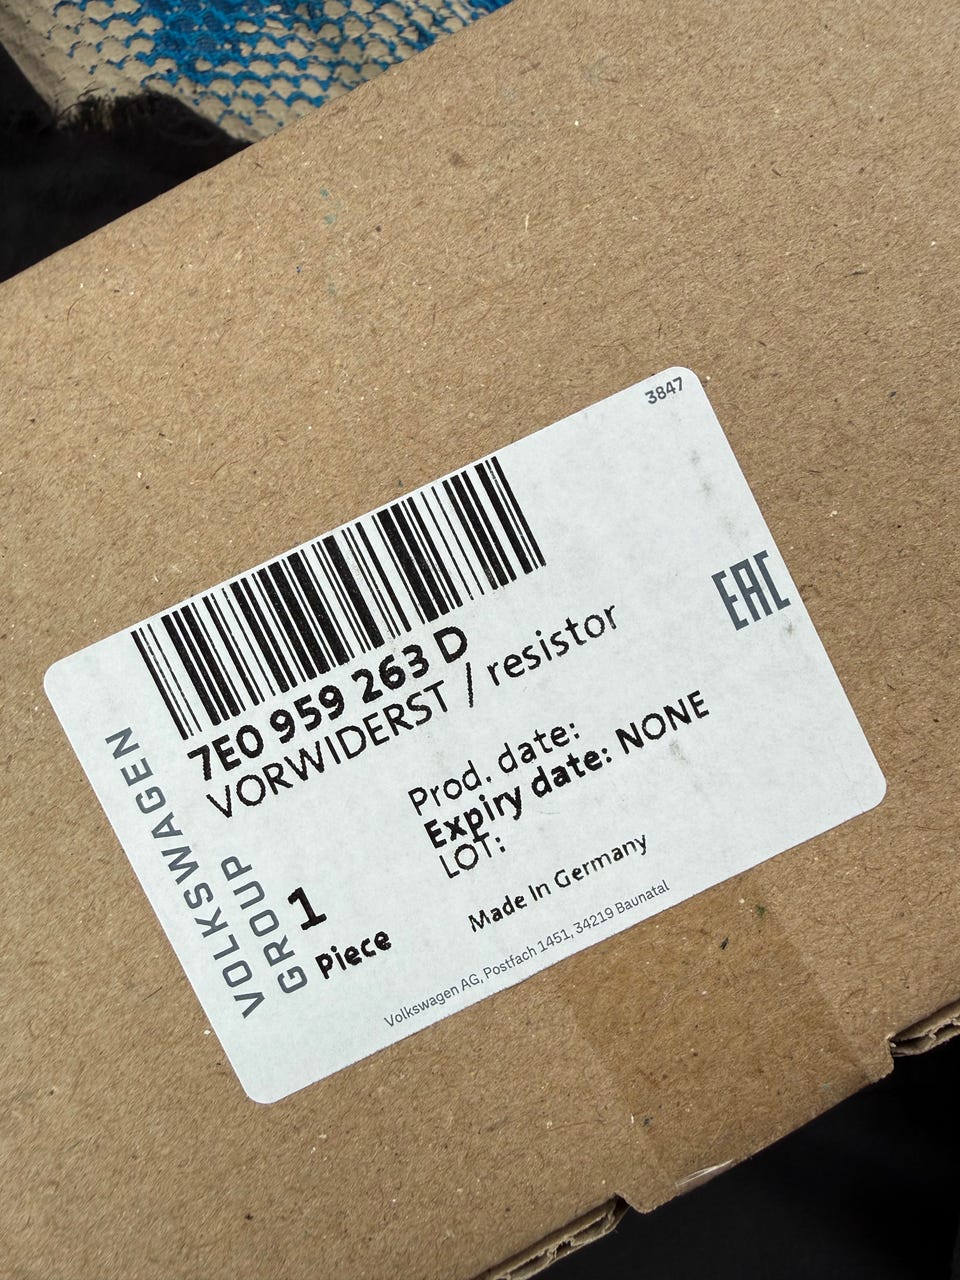 3847
7E0 959 263 D
VORWIDERST / resistor
EAC
Prod. date:
Expiry date: NONE
LOT:
VOLKSWAGEN
GROUP
1
Piece
Made In Germany
Volkswagen AG, Postfach 1451, 34219 Baunatal